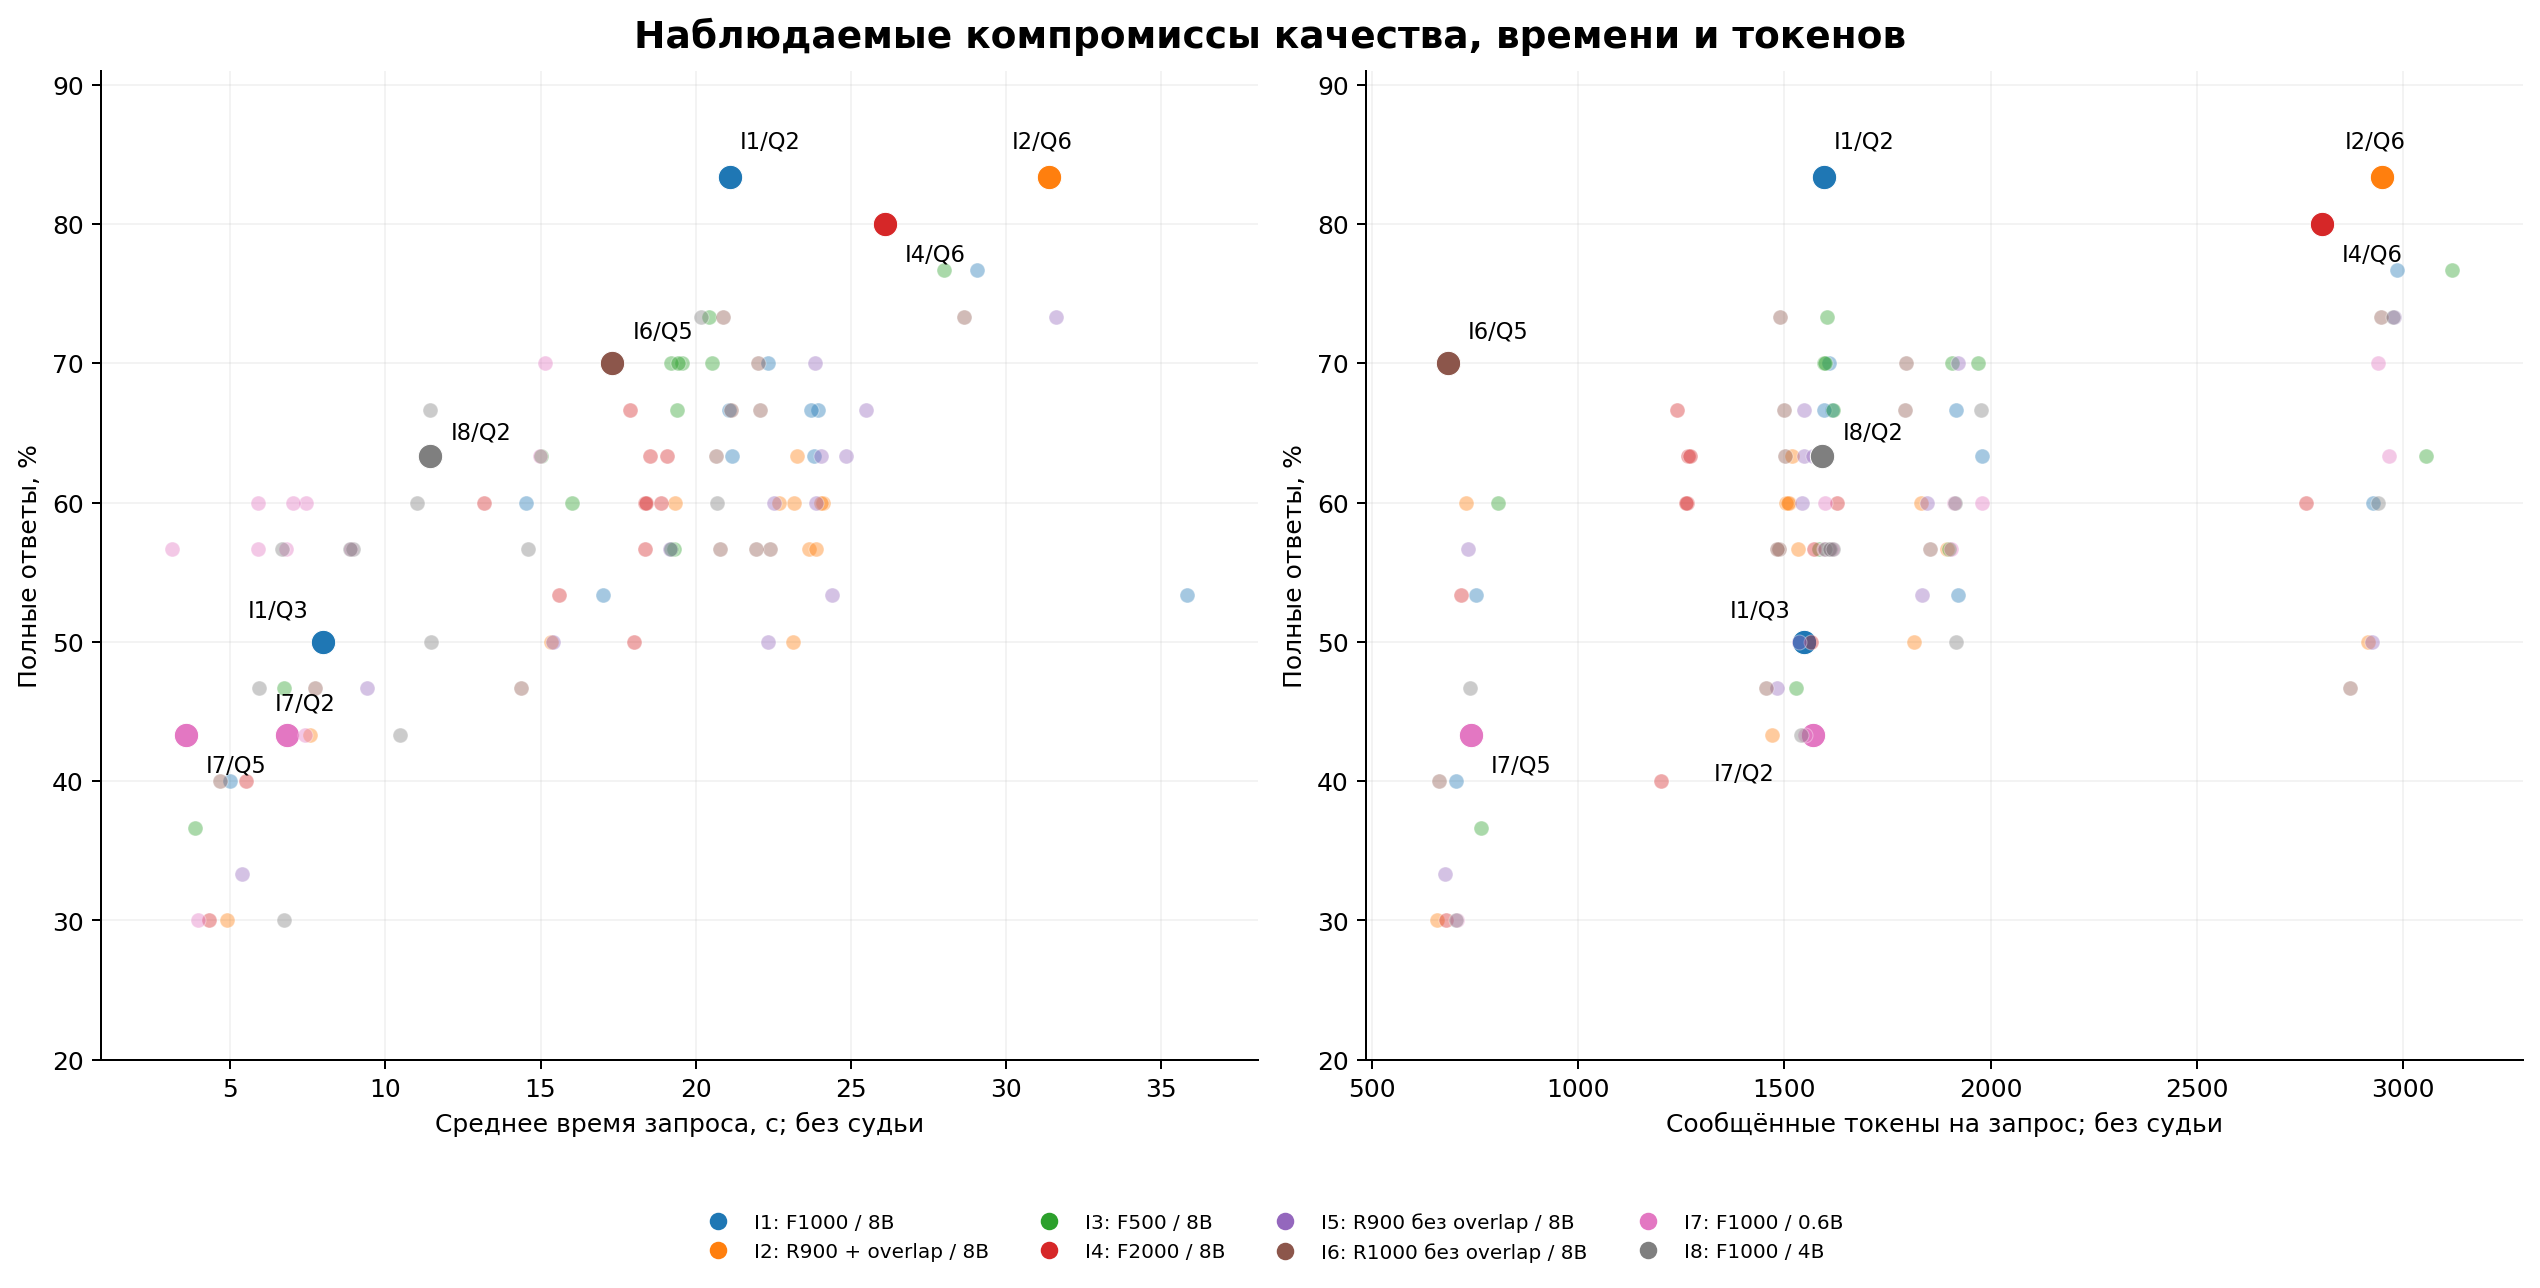 Наблюдаемые компромиссы качества, времени и токенов
Полные ответы, %
90
80
70
60
50
40
30
20
I1/Q2
I2/Q6
I4/Q6
I6/Q5
I8/Q2
I1/Q3
I7/Q2
I7/Q5
5 10 15 20 25 30 35
Среднее время запроса, с; без судьи
Полные ответы, %
90
80
70
60
50
40
30
20
I1/Q2
I2/Q6
I4/Q6
I6/Q5
I8/Q2
I1/Q3
I7/Q5
I7/Q2
500 1000 1500 2000 2500 3000
Сообщённые токены на запрос; без судьи
I1: F1000 / 8B
I2: R900 + overlap / 8B
I3: F500 / 8B
I4: F2000 / 8B
I5: R900 без overlap / 8B
I6: R1000 без overlap / 8B
I7: F1000 / 0.6B
I8: F1000 / 4B